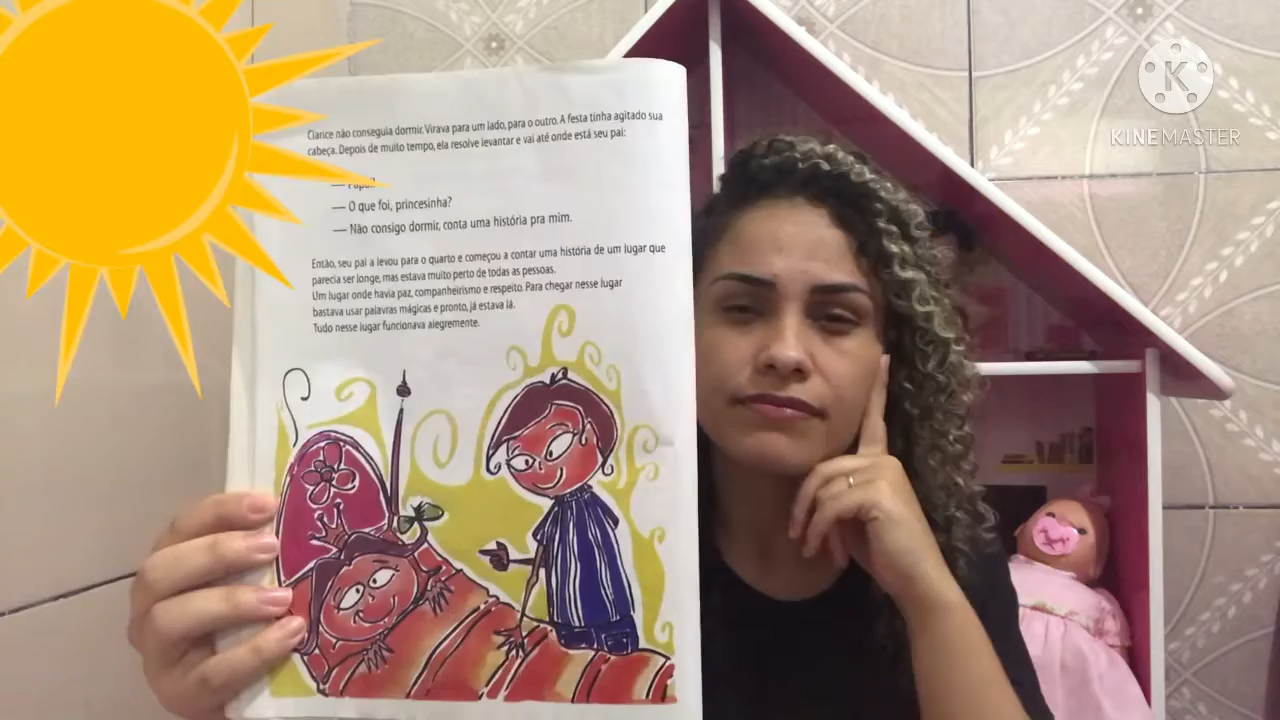 Clarice não conseguia dormir. Virava para um lado, para o outro. A festa tinha agitado sua
cabeça. Depois de muito tempo, ela resolve levantar e vai até onde está seu pai:
— O que foi, princesinha?
— Não consigo dormir, conta uma história pra mim.
Então, seu pai a levou para o quarto e começou a contar uma história de um lugar que
parecia ser longe, mas estava muito perto de todas as pessoas.
Um lugar onde havia paz, companheirismo e respeito. Para chegar nesse lugar
bastava usar palavras mágicas e pronto, já estava lá.
Tudo nesse lugar funcionava alegremente.
K
KINEMASTER